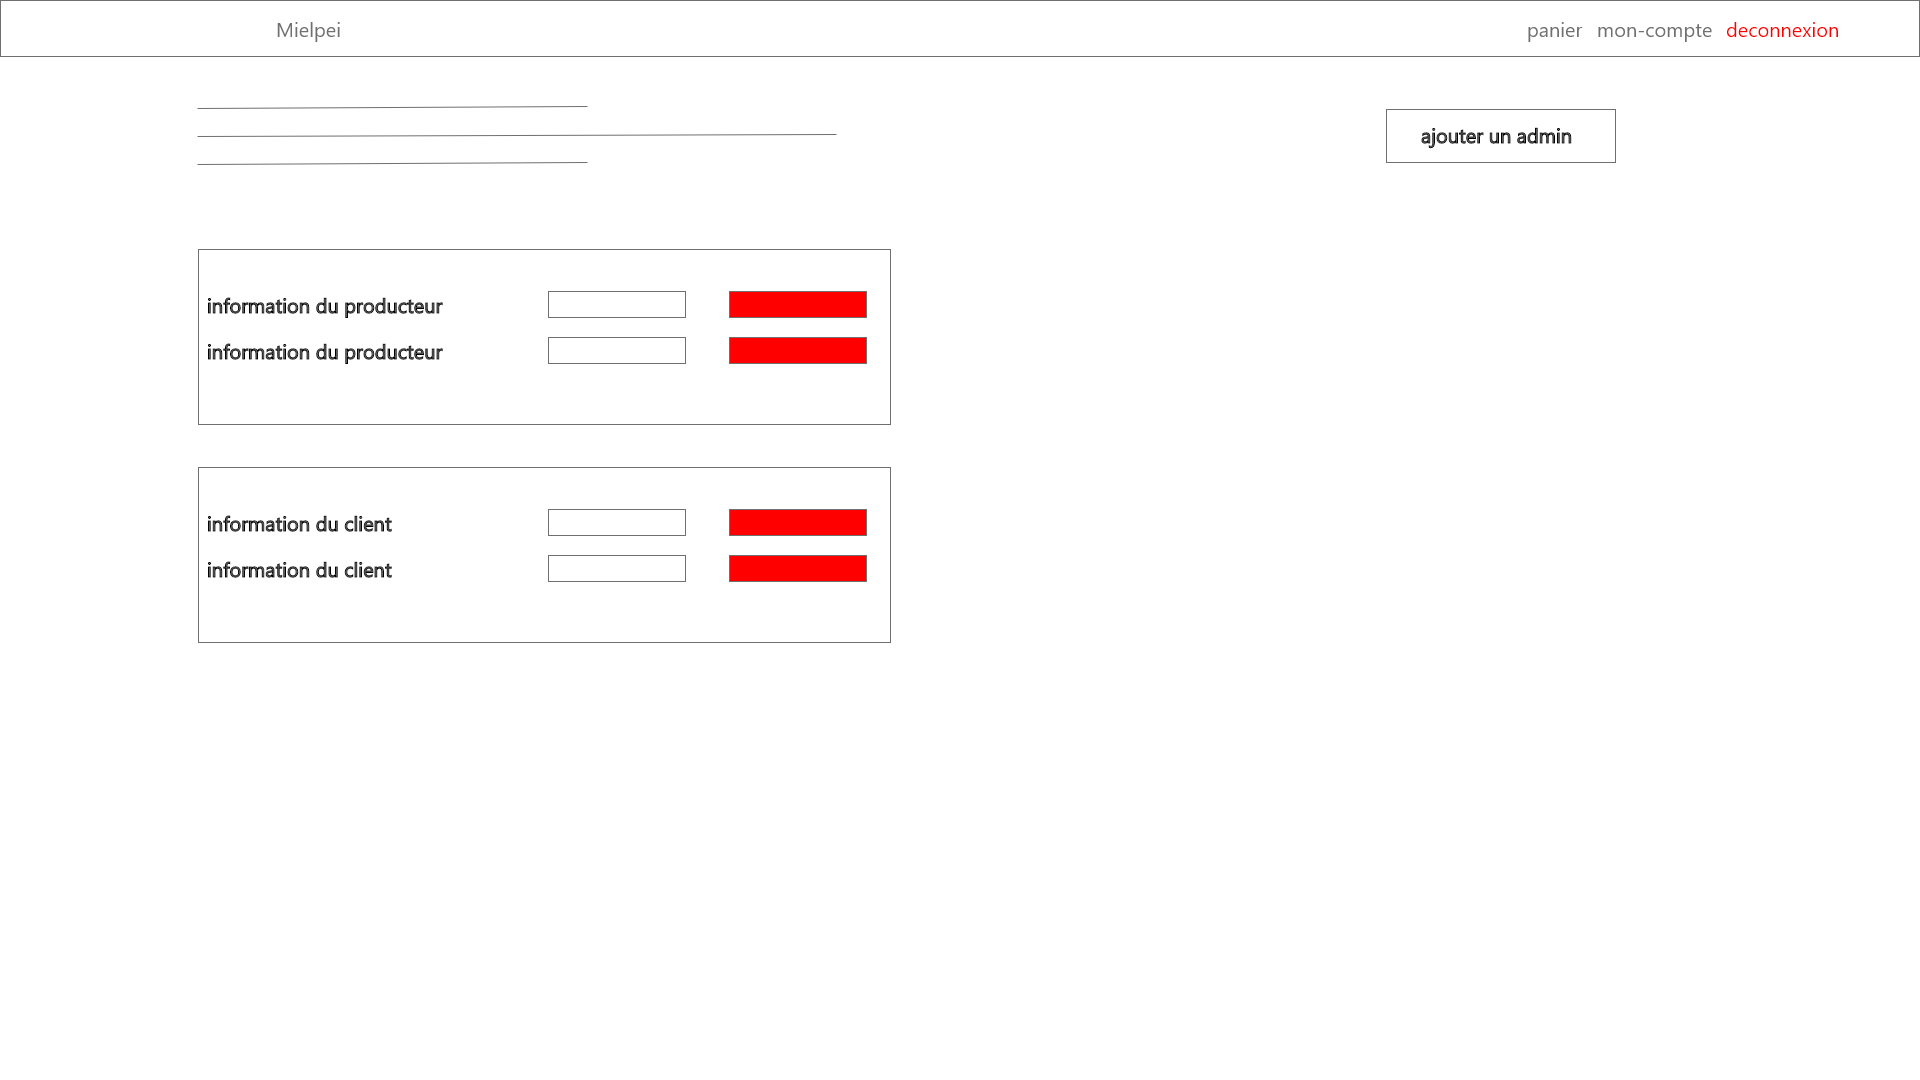 Mielpei
panier mon-compte deconnexion
ajouter un admin
information du producteur
information du producteur
information du client
information du client